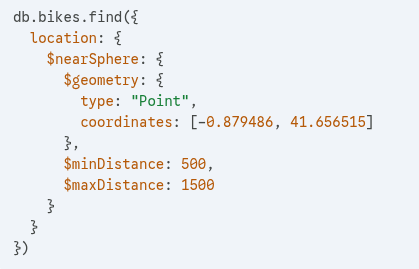 db.bikes.find({
  location: {
    $nearSphere: {
      $geometry: {
        type: "Point",
        coordinates: [-0.879486, 41.656515]
      },
      $minDistance: 500,
      $maxDistance: 1500
    }
  }
})